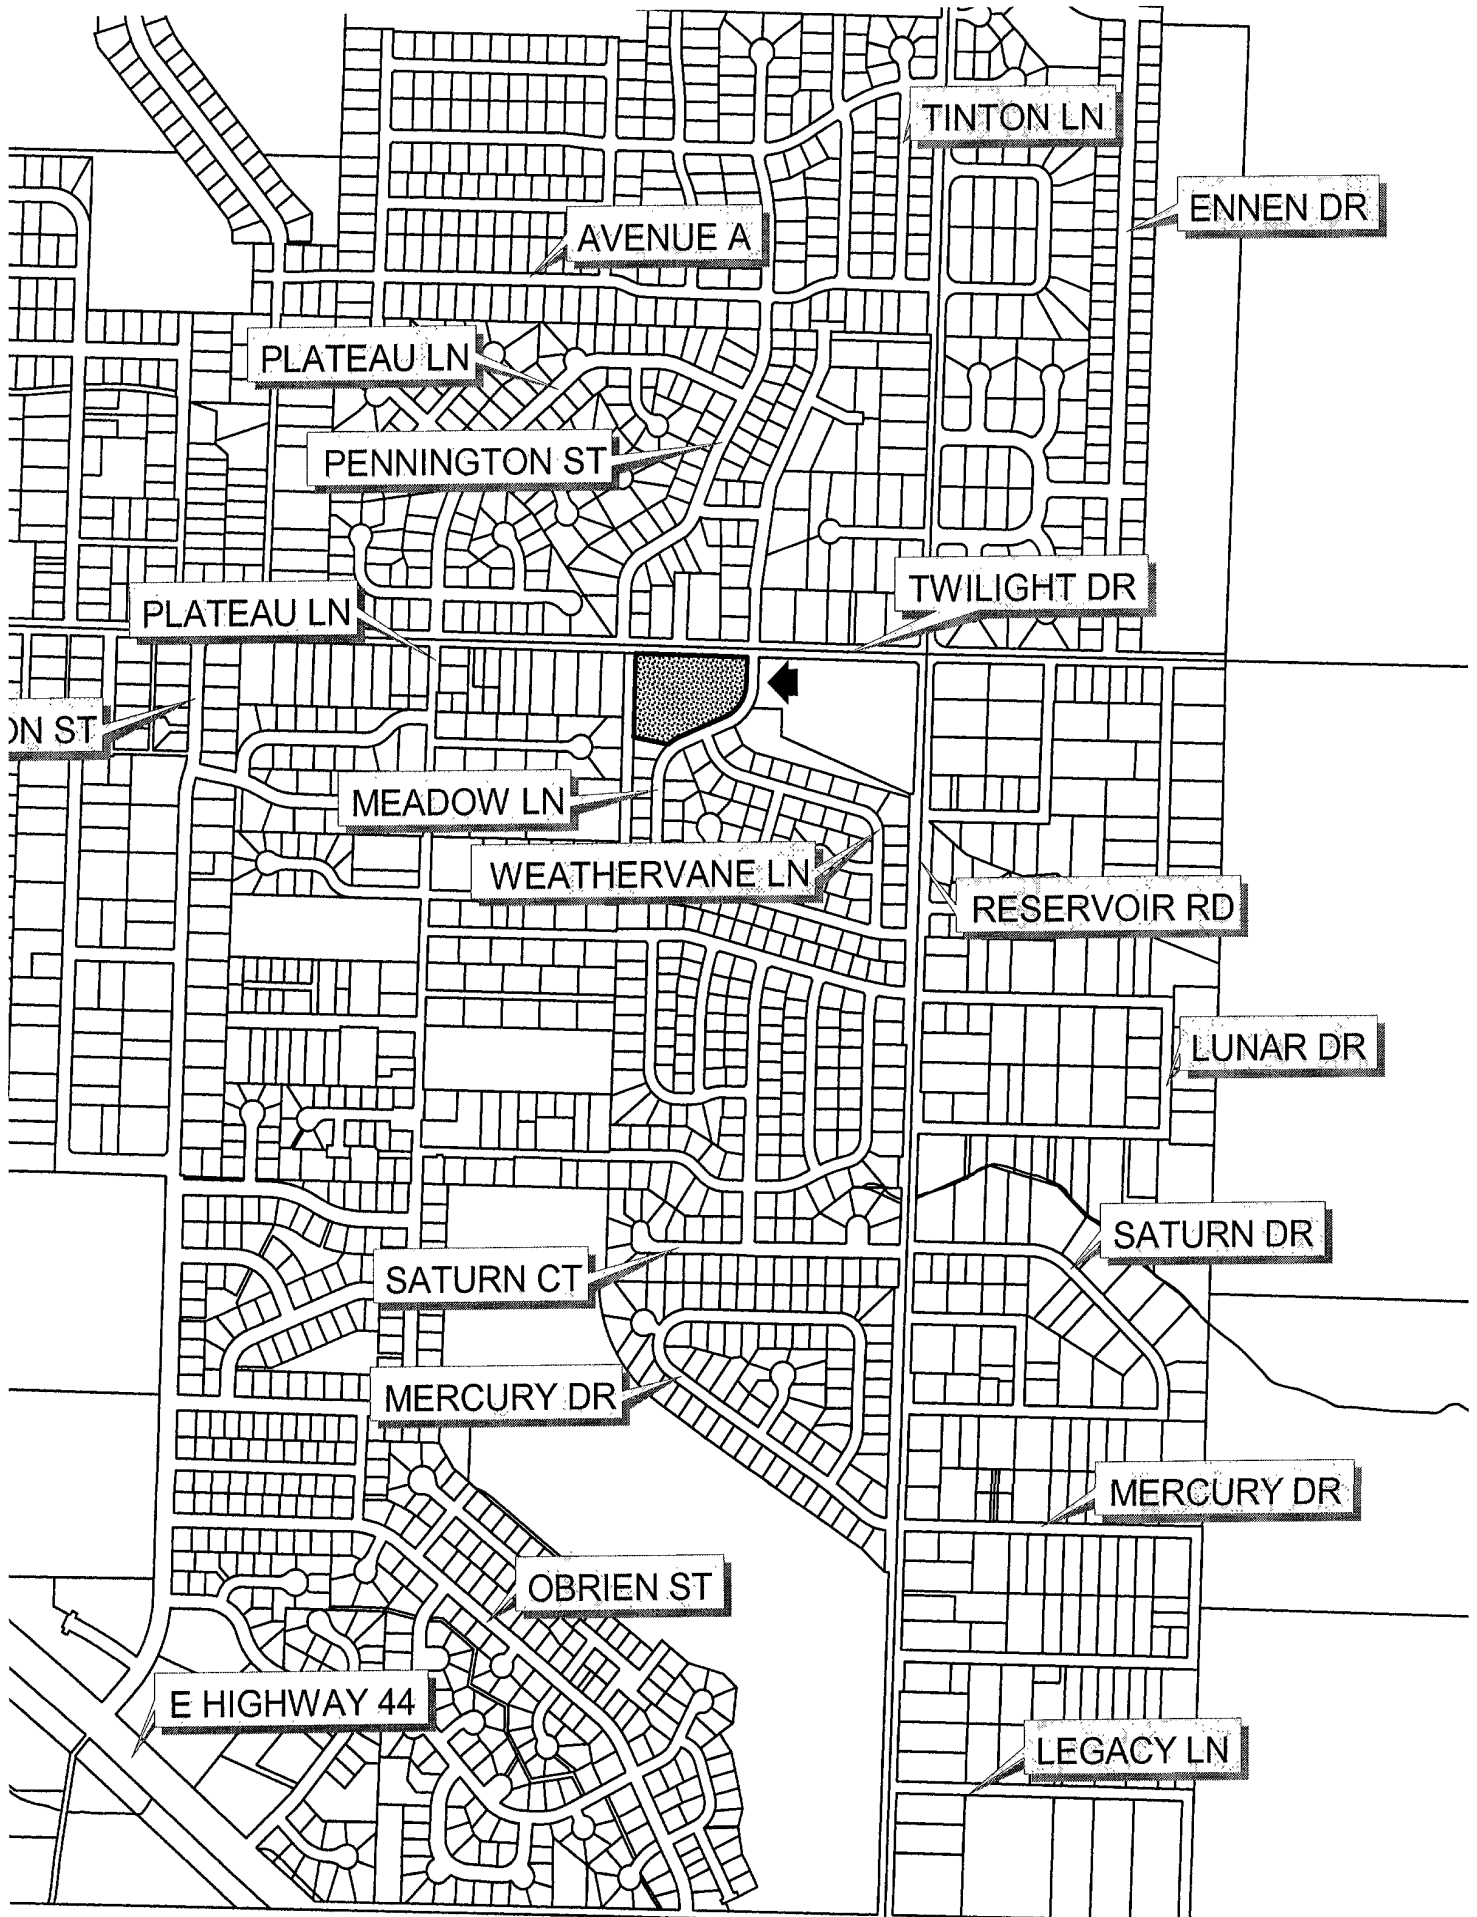 TINTON LN
ENNEN DR
AVENUE A
PLATEAU LN
PENNINGTON ST
TWILIGHT DR
PLATEAU LN
ON ST
MEADOW LN
WEATHERVANE LN
RESERVOIR RD
LUNAR DR
SATURN DR
SATURN CT
MERCURY DR
MERCURY DR
OBRIEN ST
E HIGHWAY 44
LEGACY LN